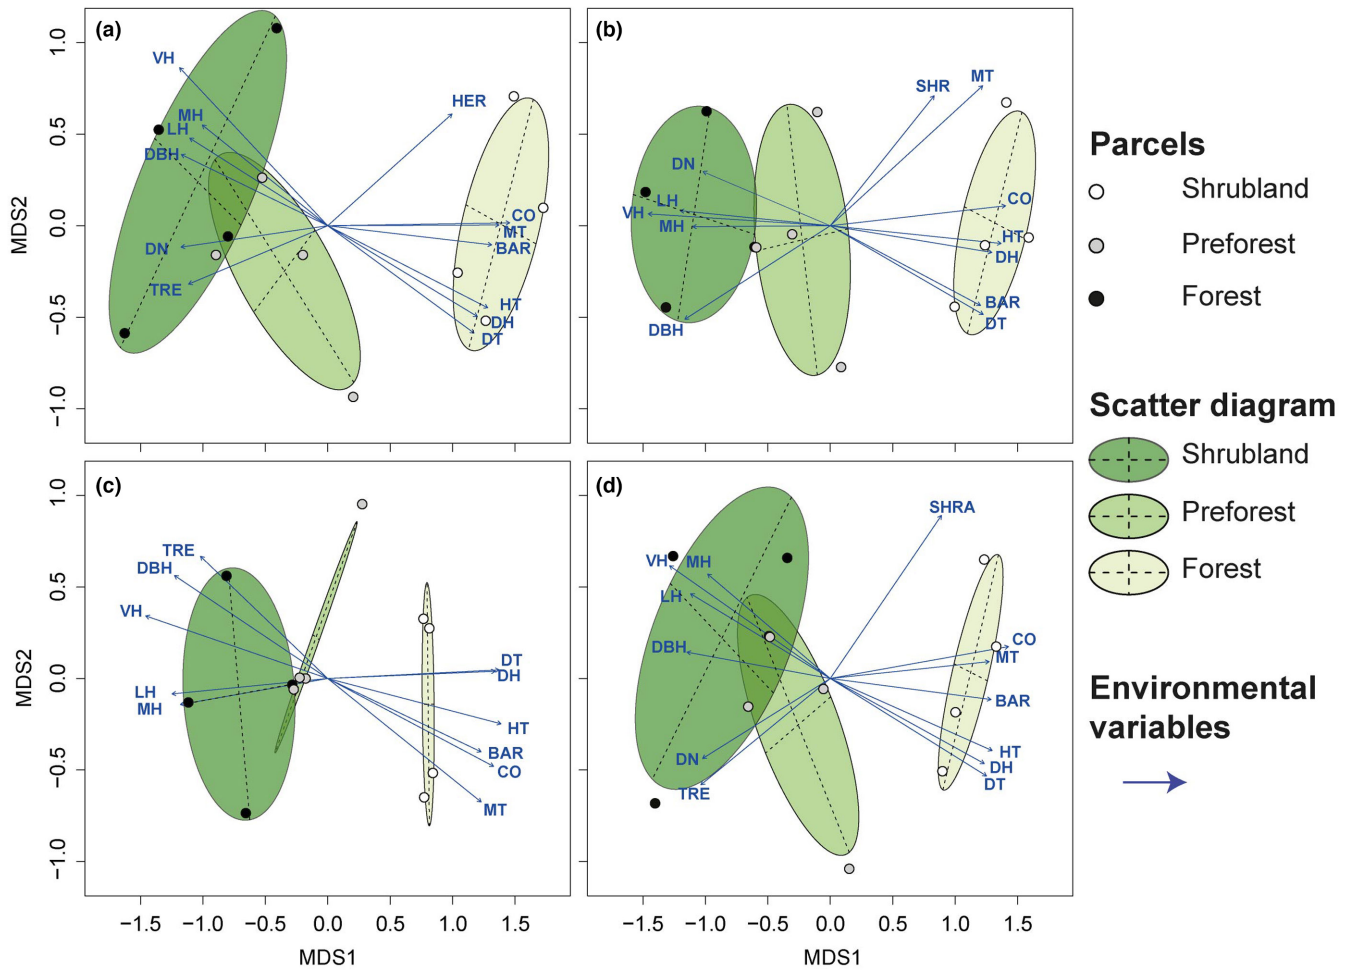 (a)
VH
MH
LH
DBH
DN
TRE
HER
CO
MT
BAR
HT
DH
DT
MDS2
1.0
0.5
0.0
−0.5
−1.0
(b)
SHR
MT
DN
LH
VH
MH
DBH
CO
HT
DH
BAR
DT
(c)
TRE
DBH
VH
LH
MH
DT
DH
HT
BAR
CO
MT
MDS2
1.0
0.5
0.0
−0.5
−1.0
−1.5 −1.0 −0.5 0.0 0.5 1.0 1.5
MDS1
(d)
SHRA
VH
MH
LH
DBH
DN
TRE
CO
MT
BAR
HT
DH
DT
−1.5 −1.0 −0.5 0.0 0.5 1.0 1.5
MDS1
Parcels
Shrubland
Preforest
Forest
Scatter diagram
Shrubland
Preforest
Forest
Environmental
variables